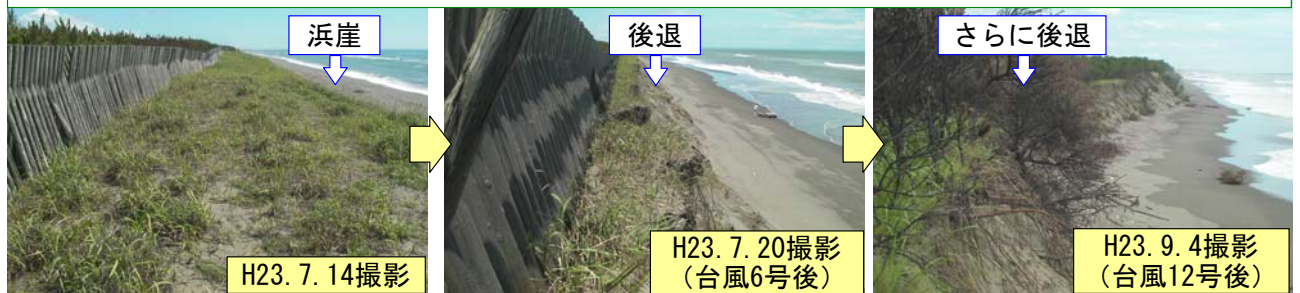 浜崖
後退
さらに後退
H23.7.14撮影
H23.7.20撮影
(台風6号後)
H23.9.4撮影
(台風12号後)